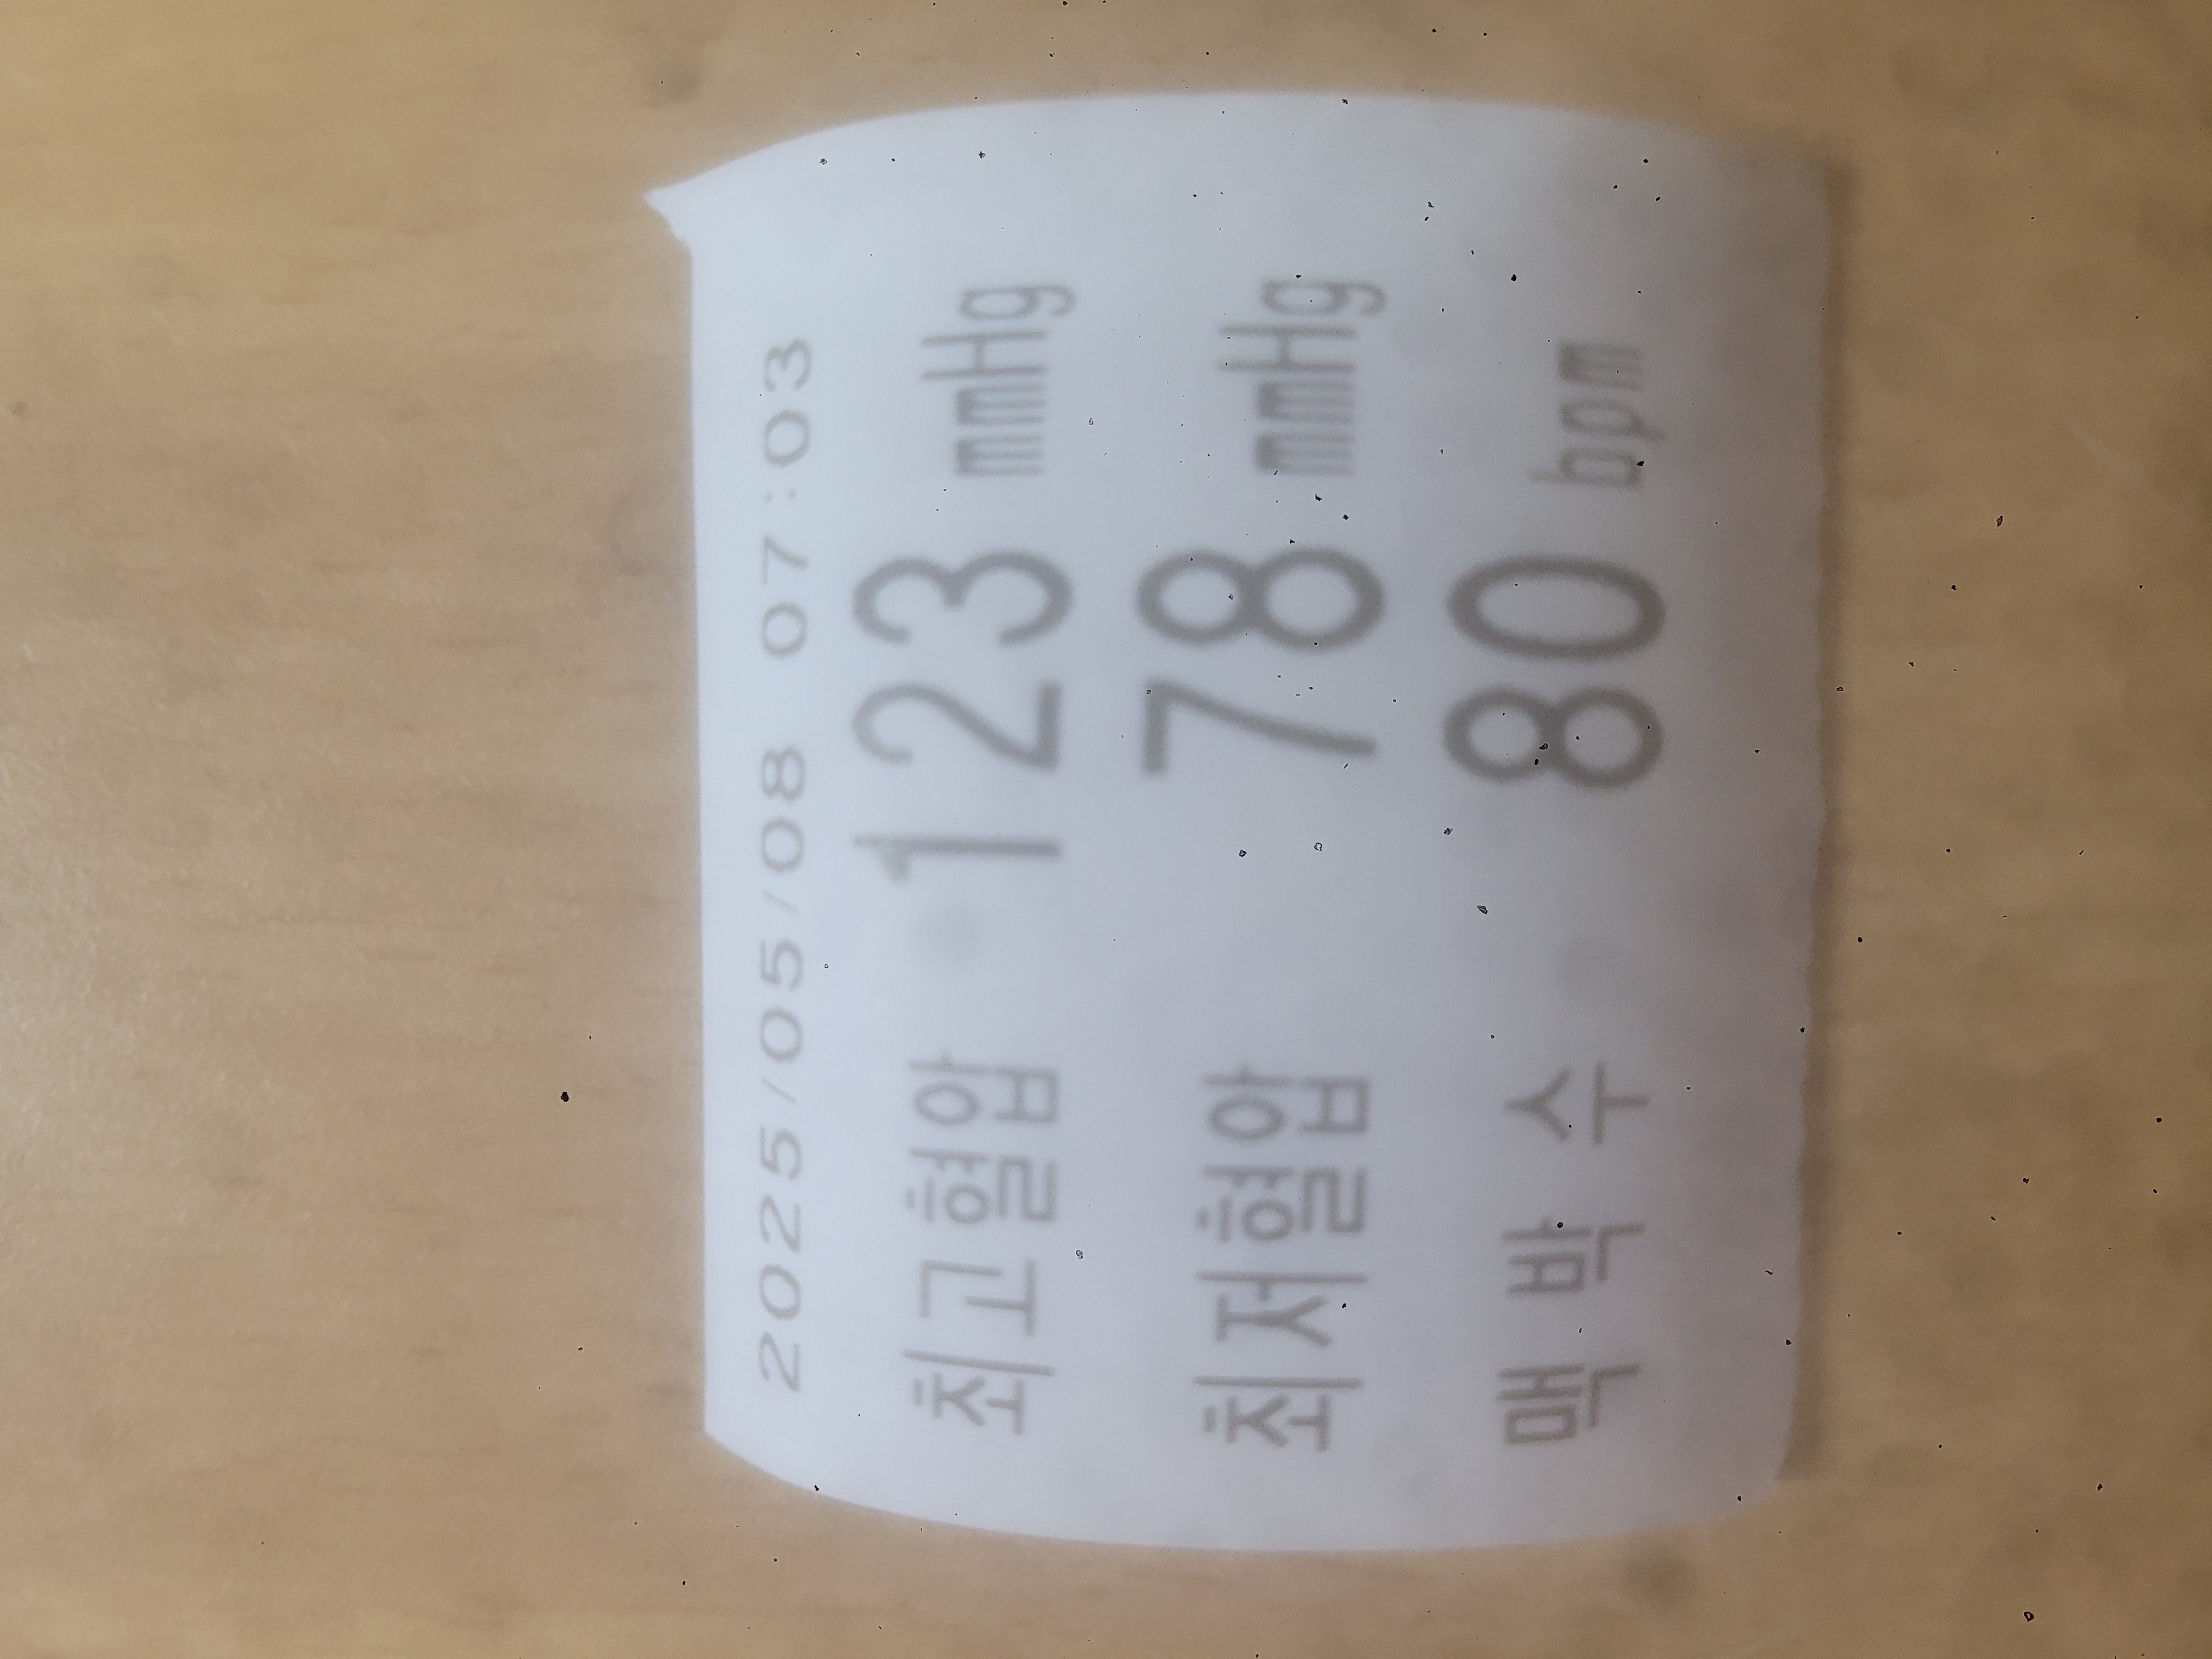 2025/05/08 07:03
최고혈압 123 mmHg
최저혈압 78 mmHg
맥 박 수 80 bpm